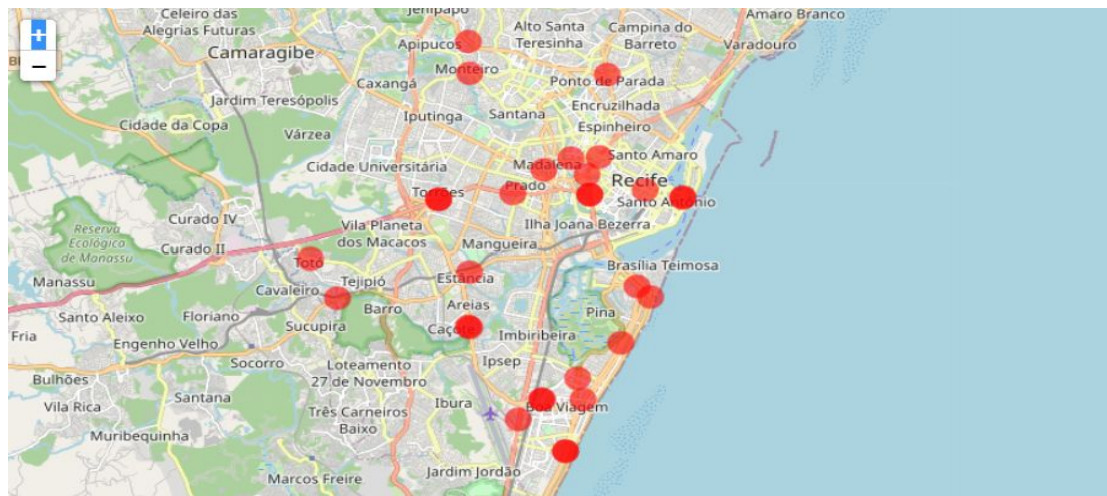 Celeiro das
Alegrias Futuras
Jenipapo
Alto Santa
Teresinha
Campina do
Barreto
Amaro Branco
Varadouro
+
−
Camaragibe
Apipucos
Monteiro
Caxangá
Ponto de Parada
Jardim Teresópolis
Iputinga
Santana
Encruzilhada
Espinheiro
Cidade da Copa
Várzea
Cidade Universitária
Madalena
Santo Amaro
Torrões
Prado
Recife
Santo Antônio
Curado IV
Vila Planeta
dos Macacos
Ilha Joana Bezerra
Reserva
Ecológica
de Manassu
Curado II
Mangueira
Totó
Brasília Teimosa
Manassu
Cavaleiro
Tejipió
Estância
Santo Aleixo
Floriano
Barro
Areias
Pina
Sucupira
Caçote
Imbiribeira
Fria
Engenho Velho
Socorro
Loteamento
27 de Novembro
Ipsep
Bulhões
Vila Rica
Santana
Três Carneiros
Baixo
Ibura
Boa Viagem
Muribequinha
Marcos Freire
Jardim Jordão